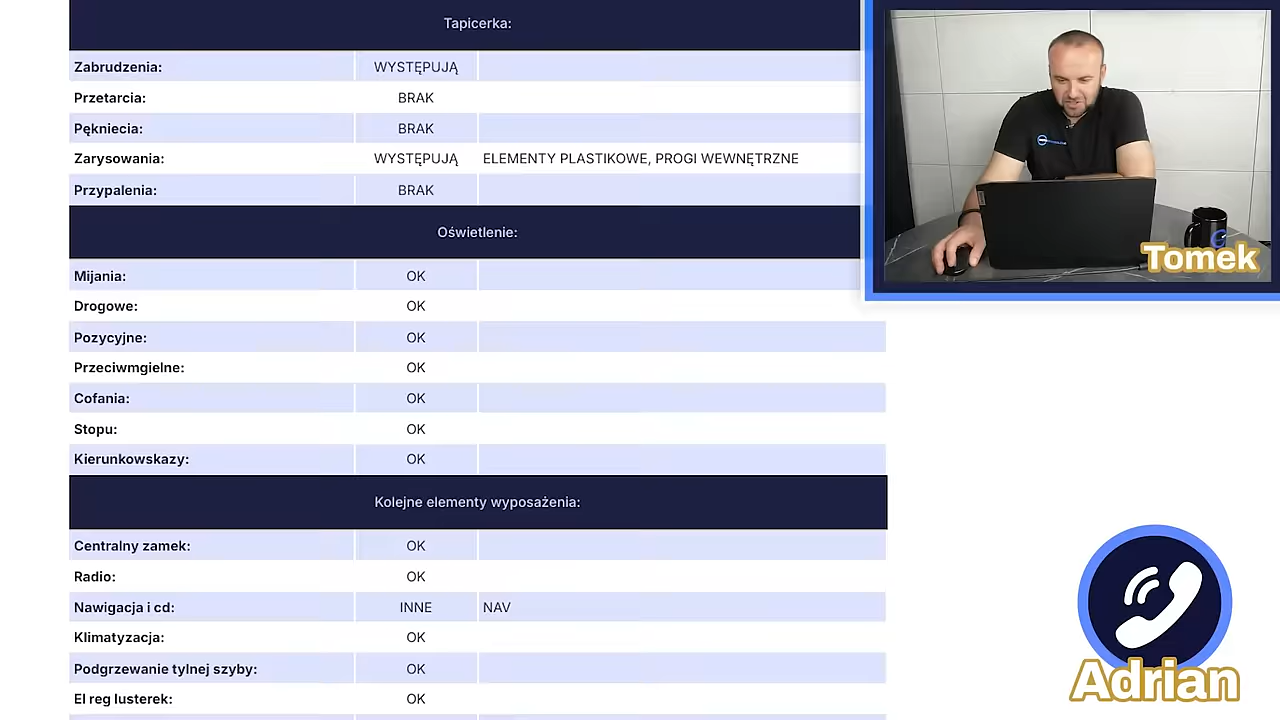 Tapicerka:
Zabrudzenia: WYSTĘPUJĄ
Przetarcia: BRAK
Pękniecia: BRAK
Zarysowania: WYSTĘPUJĄ ELEMENTY PLASTIKOWE, PROGI WEWNĘTRZNE
Przypalenia: BRAK
Oświetlenie:
Mijania: OK
Drogowe: OK
Pozycyjne: OK
Przeciwmgielne: OK
Cofania: OK
Stopu: OK
Kierunkowskazy: OK
Kolejne elementy wyposażenia:
Centralny zamek: OK
Radio: OK
Nawigacja i cd: INNE NAV
Klimatyzacja: OK
Podgrzewanie tylnej szyby: OK
El reg lusterek: OK
Tomek
Adrian